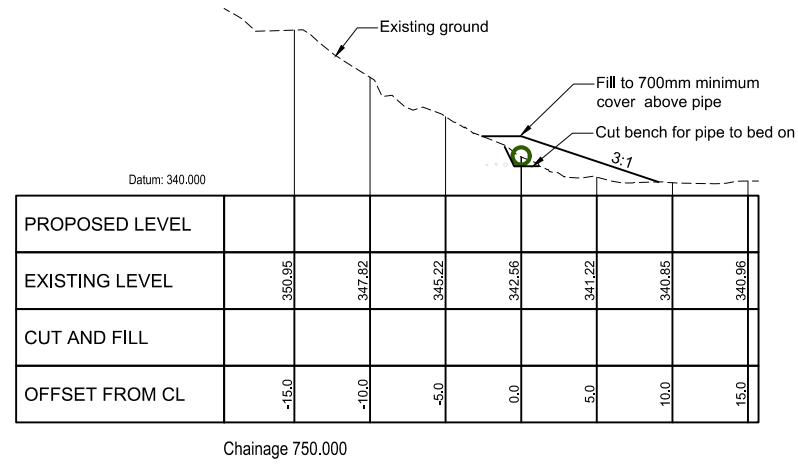 Existing ground
Fill to 700mm minimum
cover above pipe
Cut bench for pipe to bed on
3:1
Datum: 340.000
PROPOSED LEVEL
EXISTING LEVEL 350.95 347.82 345.22 342.56 341.22 340.85 340.96
CUT AND FILL
OFFSET FROM CL -15.0 -10.0 -5.0 0.0 5.0 10.0 15.0
Chainage 750.000